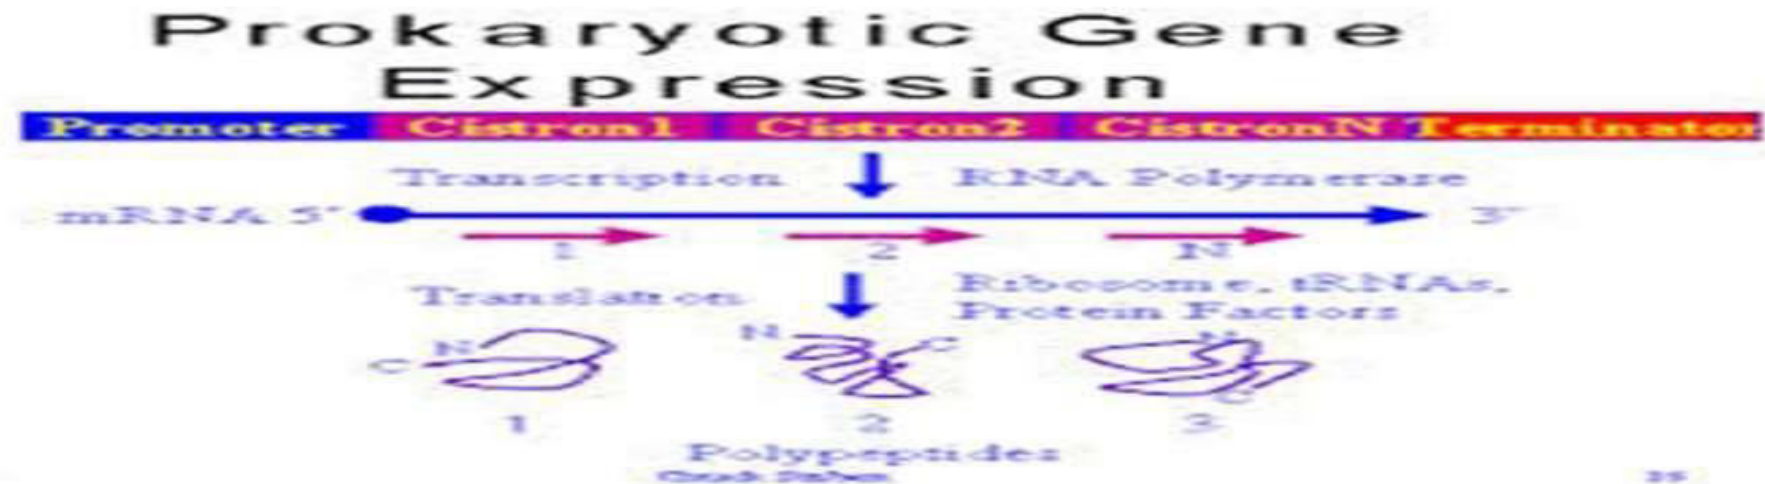 Prokaryotic Gene
Expression
Promoter Cistron1 Cistron2 CistronN Terminator
Transcription RNA Polymerase
mRNA 5' 3'
1 2 N
Translation Ribosome, tRNAs,
Protein Factors
N C N C N C
1 2 3
Polypeptides